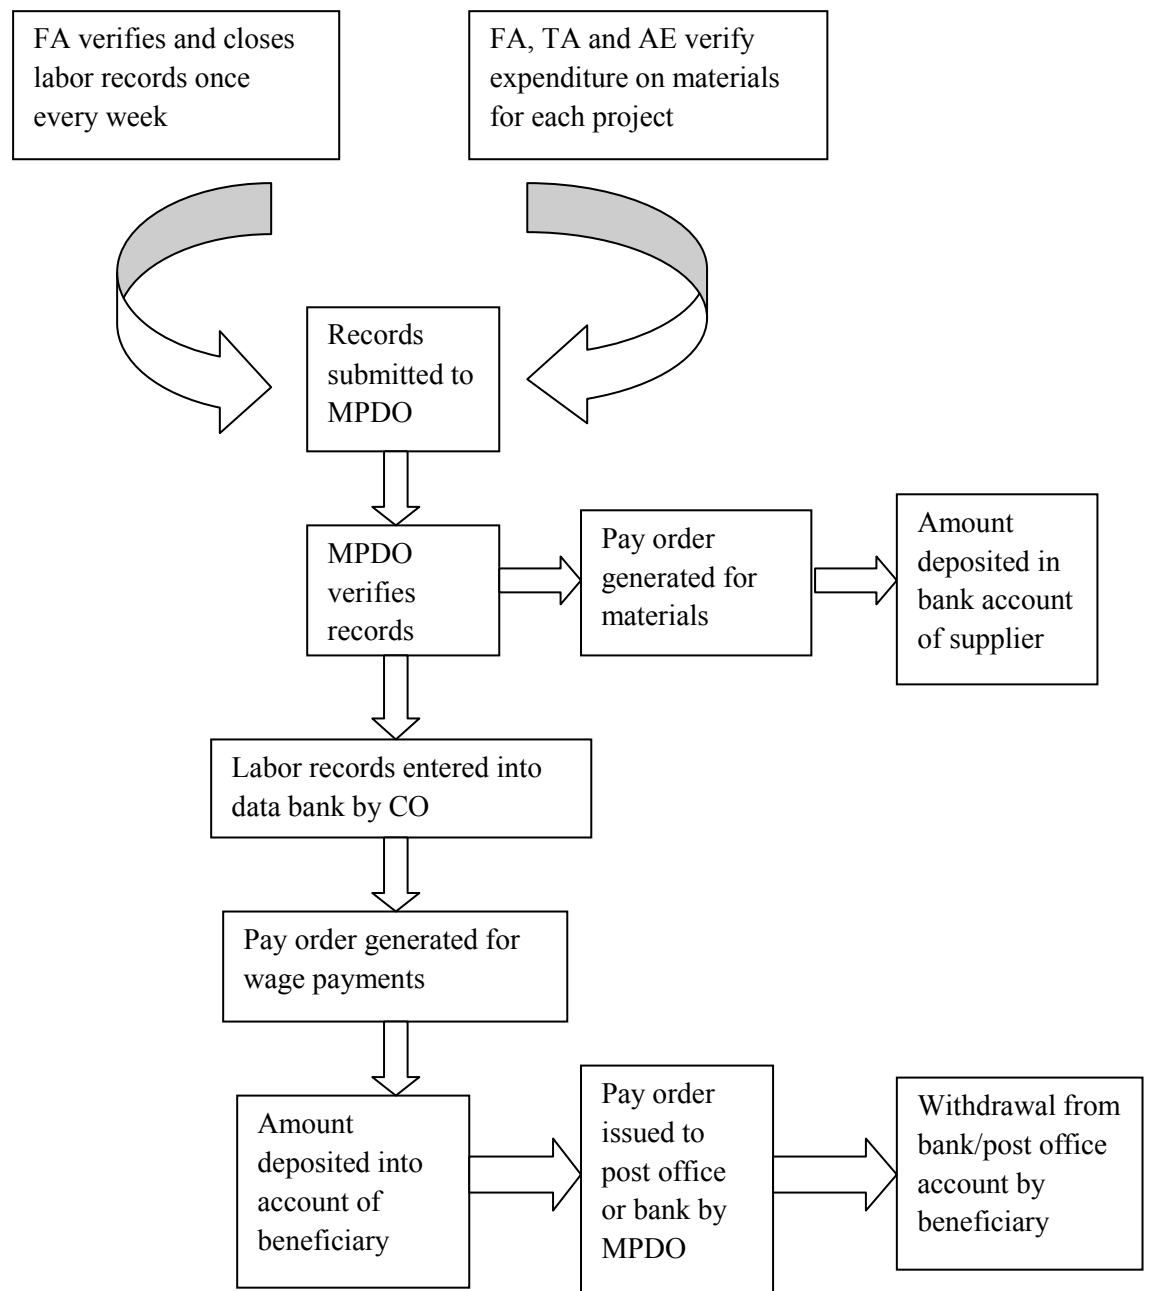 FA verifies and closes
labor records once
every week
FA, TA and AE verify
expenditure on materials
for each project
Records
submitted to
MPDO
MPDO
verifies
records
Pay order
generated for
materials
Amount
deposited in
bank account
of supplier
Labor records entered into
data bank by CO
Pay order generated for
wage payments
Amount
deposited into
account of
beneficiary
Pay order
issued to
post office
or bank by
MPDO
Withdrawal from
bank/post office
account by
beneficiary